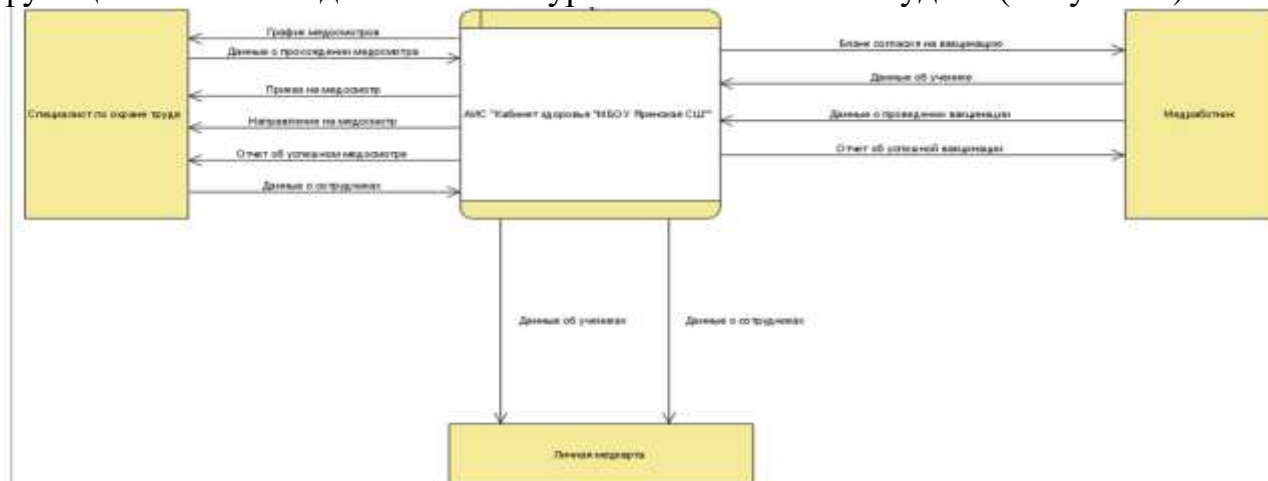 График медосмотров
Данные о прохождении медосмотра
Приказ на медосмотр
Направление на медосмотр
Отчет об успешном медосмотре
Данные о сотрудниках
Специалист по охране труда
АИС "Кабинет здоровья "МБОУ СШ""
Бланк согласия на вакцинацию
Данные об ученике
Данные о проведении вакцинации
Отчет об успешной вакцинации
Медработник
Данные об учениках
Данные о сотрудниках
Личная медкарта